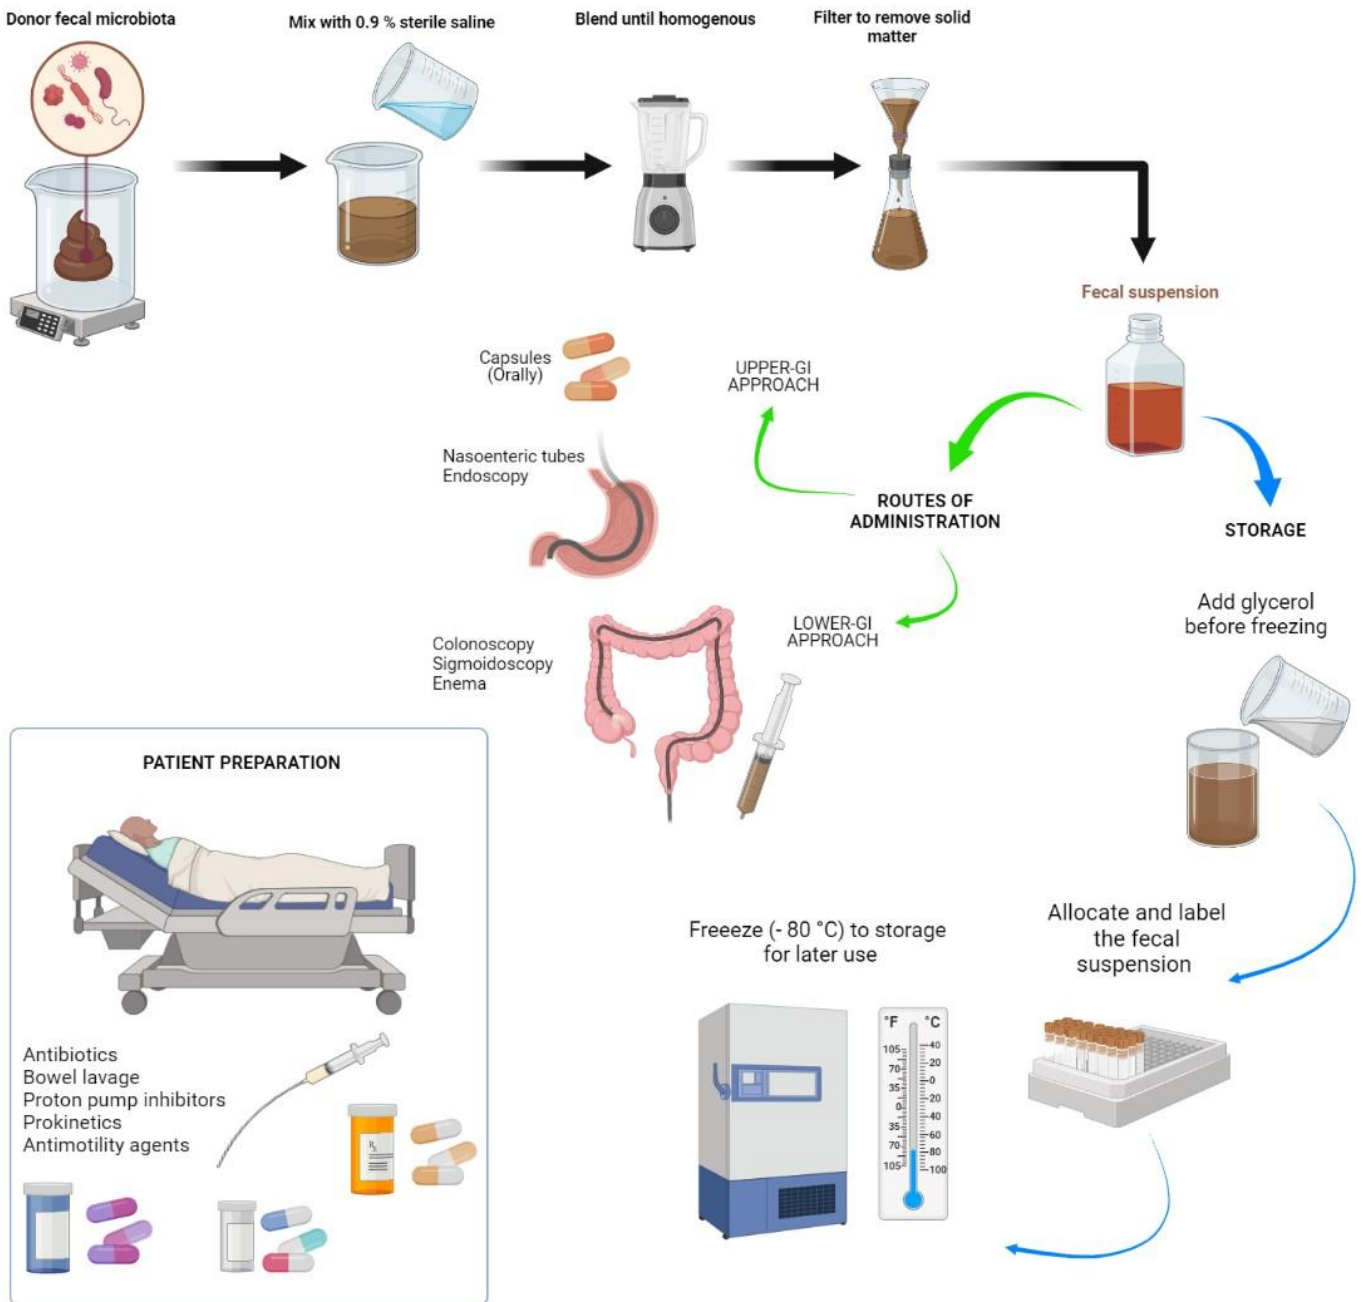 Donor fecal microbiota
Mix with 0.9 % sterile saline
Blend until homogenous
Filter to remove solid
matter
Fecal suspension
Capsules
(Orally)
UPPER-GI
APPROACH
Nasoenteric tubes
Endoscopy
ROUTES OF
ADMINISTRATION
STORAGE
Add glycerol
before freezing
LOWER-GI
APPROACH
Colonoscopy
Sigmoidoscopy
Enema
PATIENT PREPARATION
Antibiotics
Bowel lavage
Proton pump inhibitors
Prokinetics
Antimotility agents
Rx
Allocate and label
the fecal
suspension
Freeeze (- 80 °C) to storage
for later use
°F °C
105
70
35
0
35
70
105
40
20
0
20
40
60
80
100